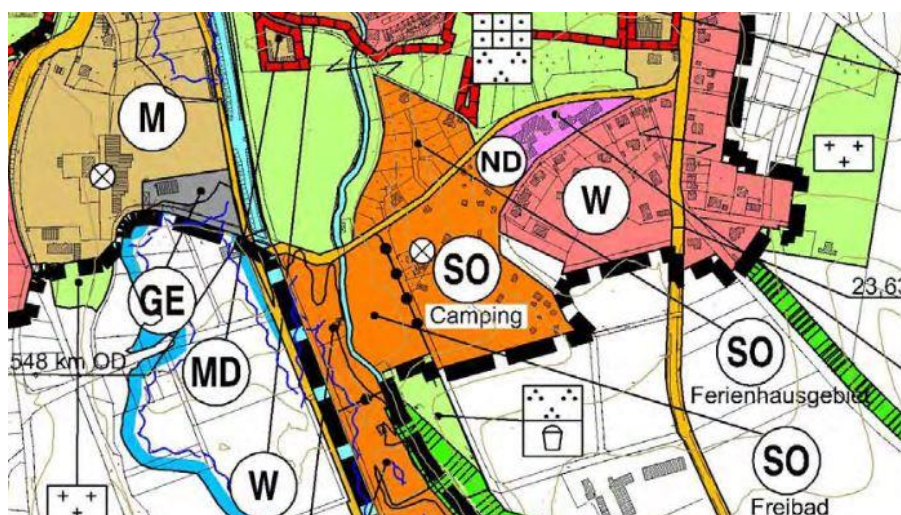 M
ND
W
SO
Camping
GE
23,63
548 km OD
MD
SO
Ferienhausgebiet
SO
W
Freibad